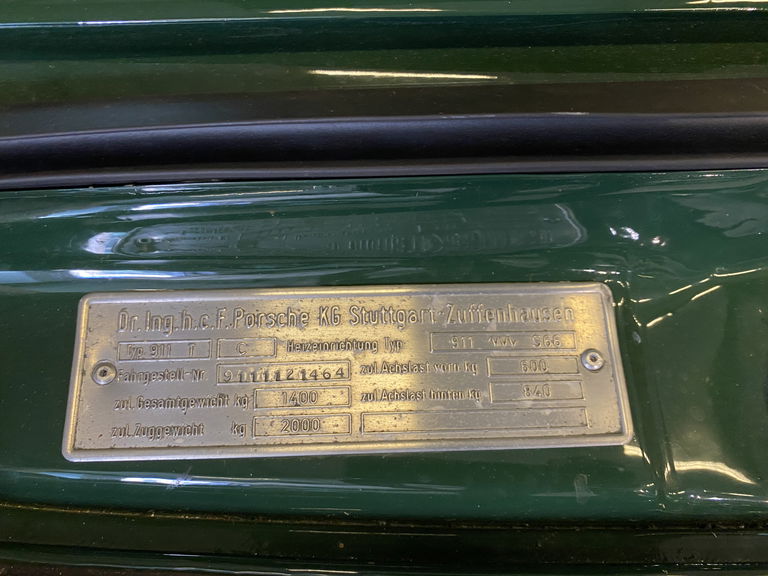 Dr. Ing. h.c. F. Porsche KG Stuttgart-Zuffenhausen
Typ 911 T C Heizeinrichtung Typ 911 S66
Fahrgestell-Nr. 9111121464 zul. Achslast vorn Kg 600
zul. Gesamtgewicht kg 1400 zul. Achslast hinten Kg 840
zul. Zuggewicht kg 2000